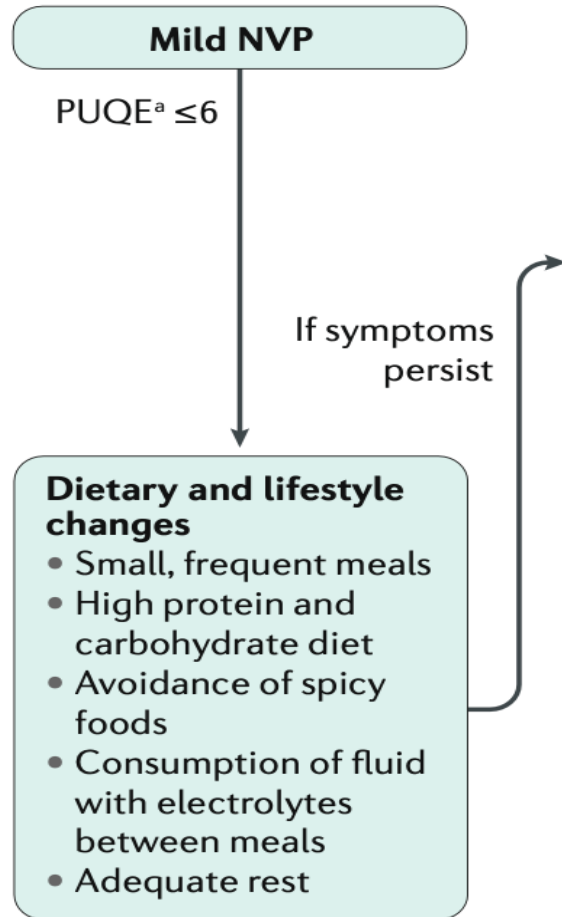 Mild NVP
PUQEᵃ ≤6
If symptoms
persist
Dietary and lifestyle
changes
• Small, frequent meals
• High protein and
carbohydrate diet
• Avoidance of spicy
foods
• Consumption of fluid
with electrolytes
between meals
• Adequate rest